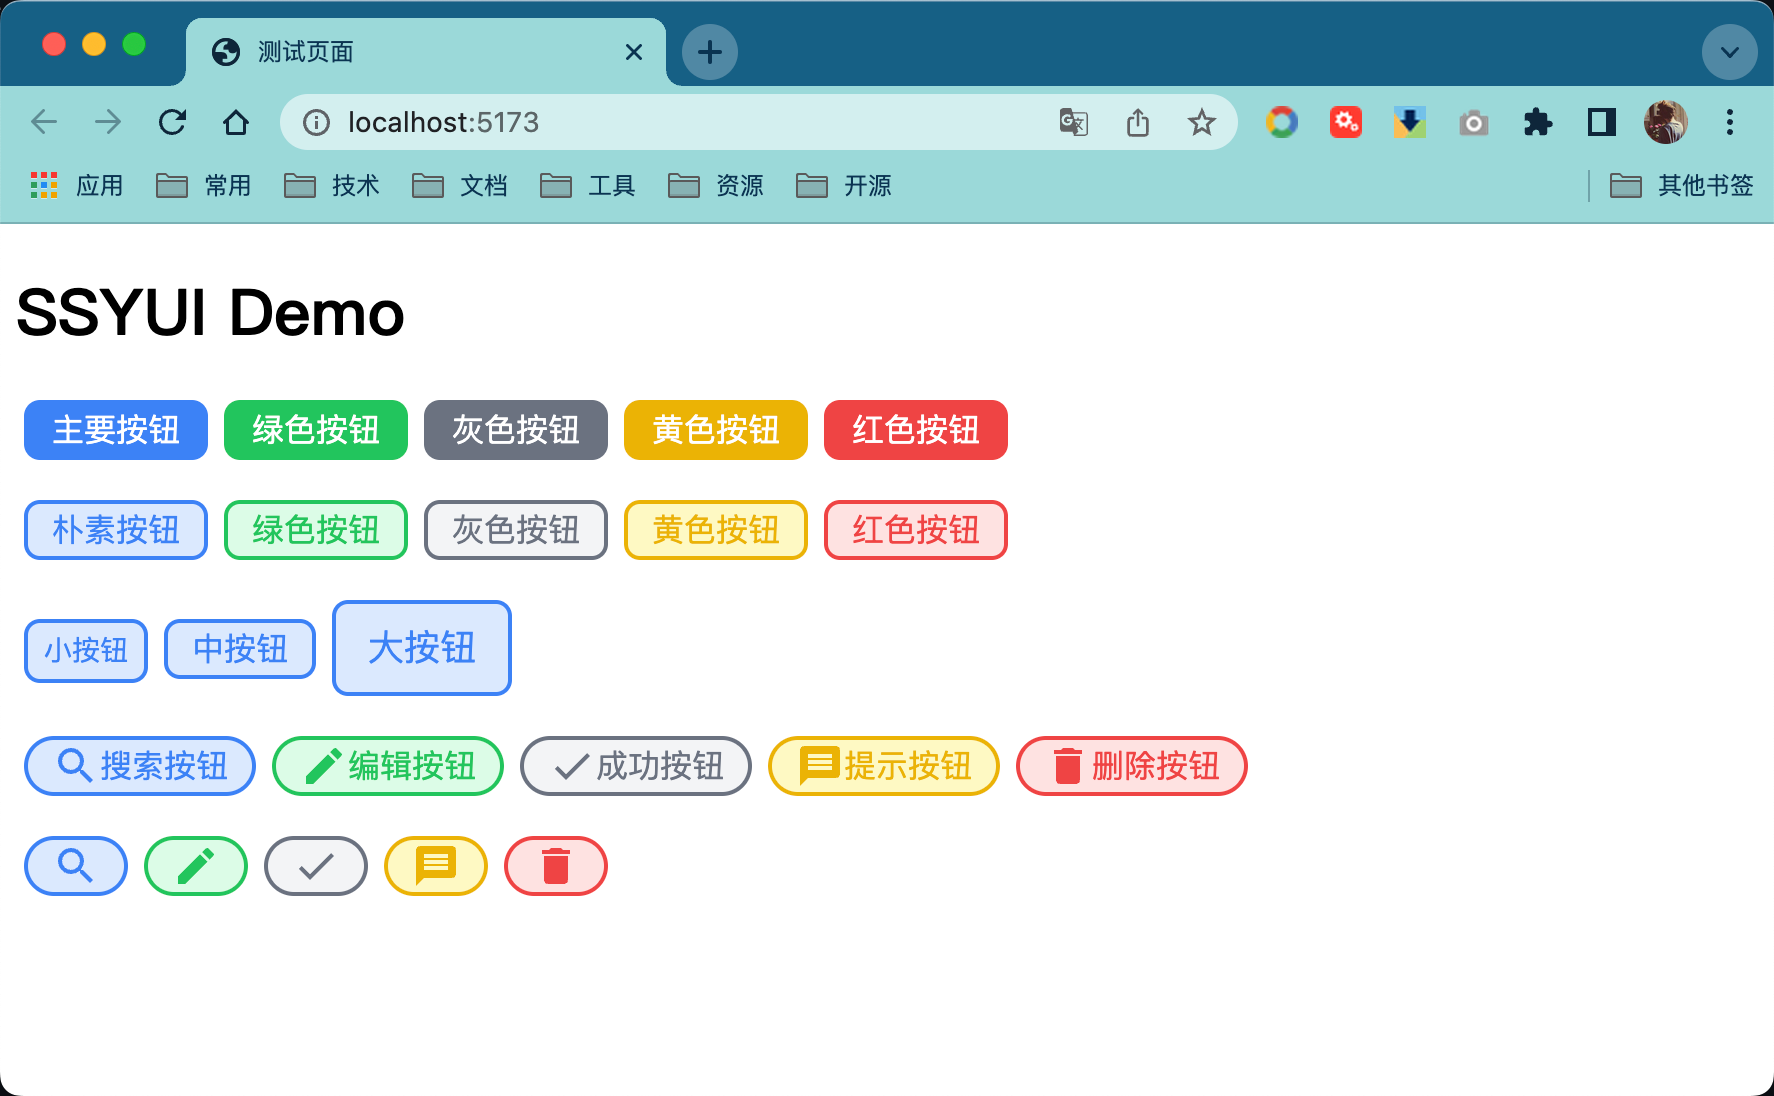 测试页面
localhost:5173
应用 常用 技术 文档 工具 资源 开源 其他书签
SSYUI Demo
主要按钮 绿色按钮 灰色按钮 黄色按钮 红色按钮
朴素按钮 绿色按钮 灰色按钮 黄色按钮 红色按钮
小按钮 中按钮 大按钮
搜索按钮 编辑按钮 成功按钮 提示按钮 删除按钮